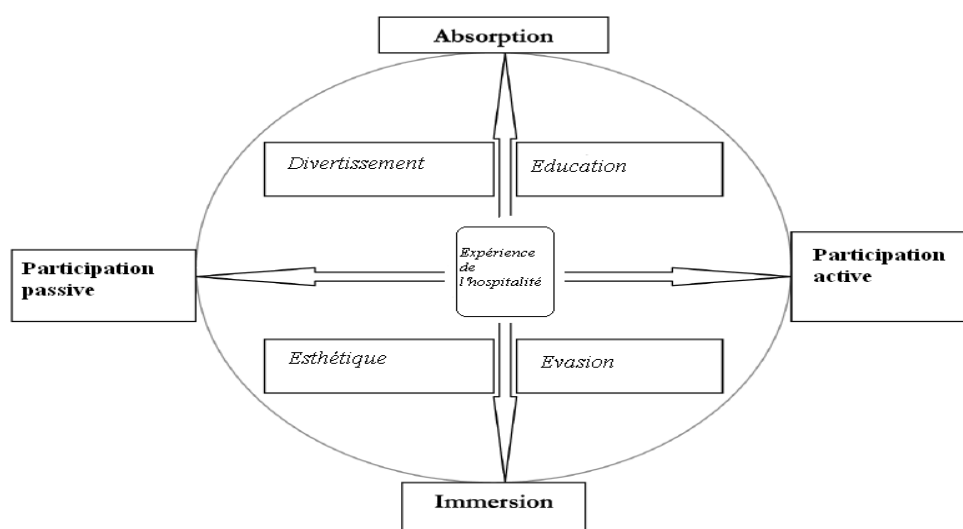 Absorption
Divertissement
Education
Participation
passive
Expérience
de
l'hospitalité
Participation
active
Esthétique
Evasion
Immersion